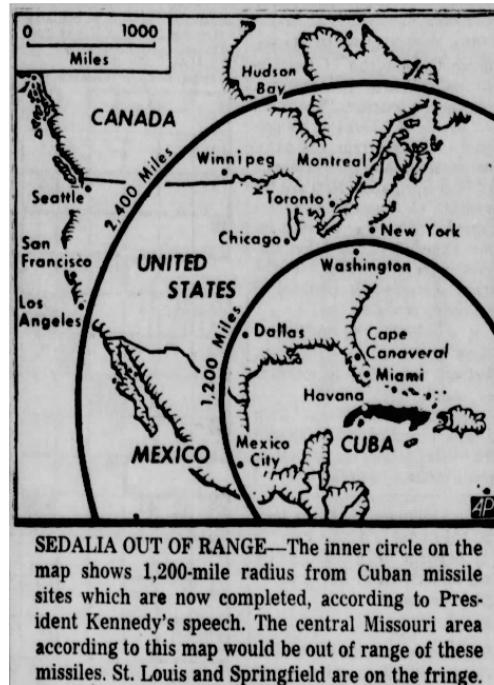 0 1000
Miles
Hudson
Bay
CANADA
Winnipeg
Montreal
2,400 Miles
Seattle
Toronto
Chicago
New York
San
Francisco
UNITED
STATES
Washington
Los
Angeles
1,200 Miles
Dallas
Cape
Canaveral
Miami
Havana
MEXICO
Mexico
City
CUBA
AP
SEDALIA OUT OF RANGE—The inner circle on the
map shows 1,200-mile radius from Cuban missile
sites which are now completed, according to Pres-
ident Kennedy's speech. The central Missouri area
according to this map would be out of range of these
missiles. St. Louis and Springfield are on the fringe.